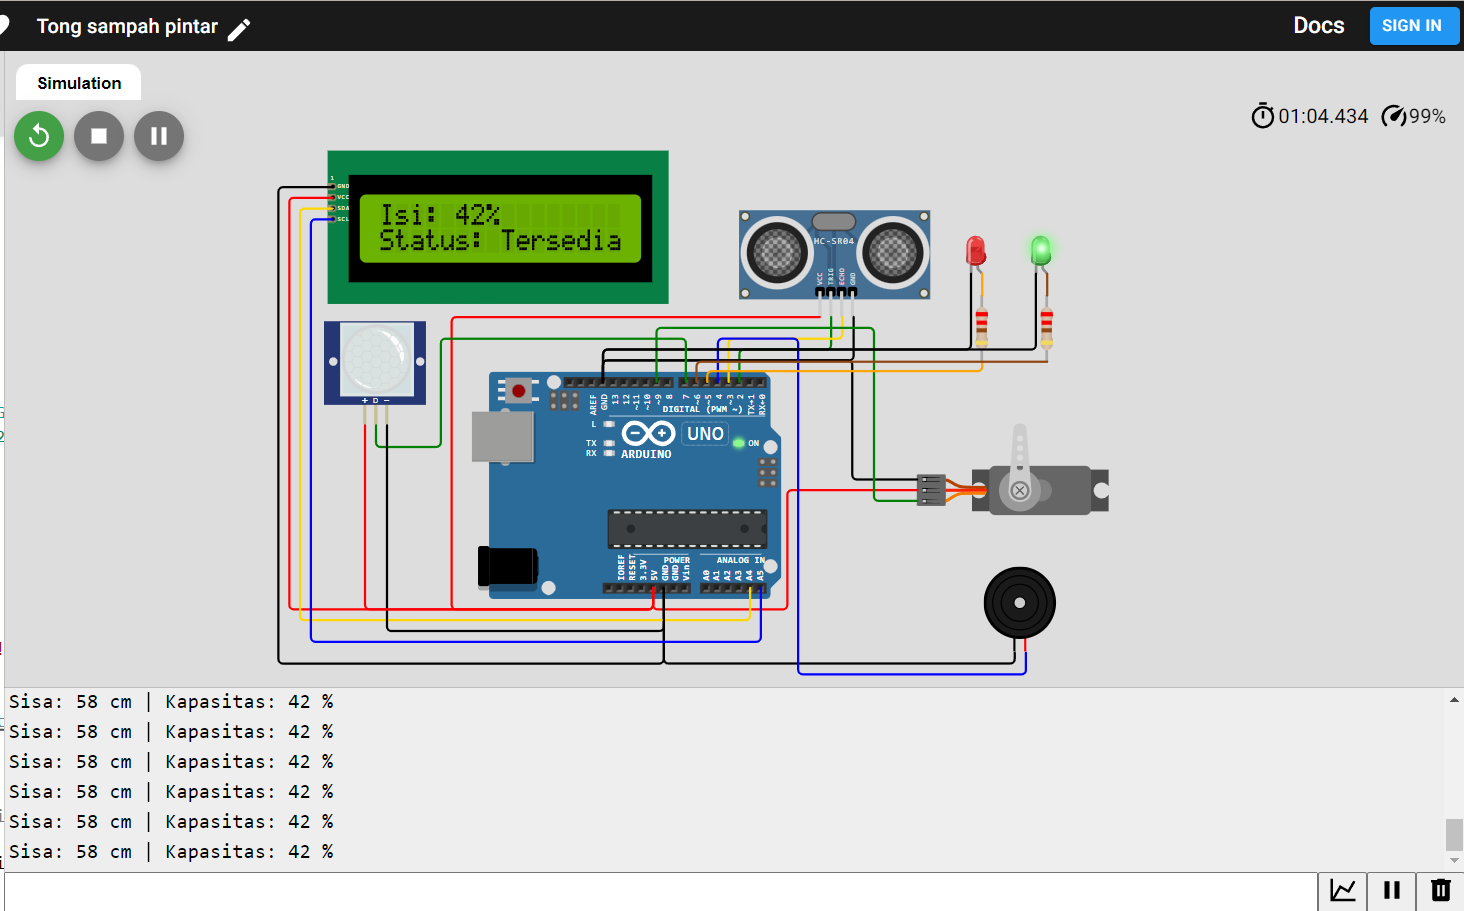 Tong sampah pintar
Docs
SIGN IN
Simulation
01:04.434
99%
1
GND
VCC
SDA
SCL
Isi: 42%
Status: Tersedia
HC-SR04
VCC
TRIG
ECHO
GND
+ D -
AREF
GND
13
12
~11
~10
~9
8
7
~6
~5
4
~3
2
TX→1
RX←0
DIGITAL (PWM ~)
L
TX
RX
UNO
ON
ARDUINO
IOREF
RESET
3.3V
5V
GND
GND
Vin
POWER
ANALOG IN
A0
A1
A2
A3
A4
A5
Sisa: 58 cm | Kapasitas: 42 %
Sisa: 58 cm | Kapasitas: 42 %
Sisa: 58 cm | Kapasitas: 42 %
Sisa: 58 cm | Kapasitas: 42 %
Sisa: 58 cm | Kapasitas: 42 %
Sisa: 58 cm | Kapasitas: 42 %